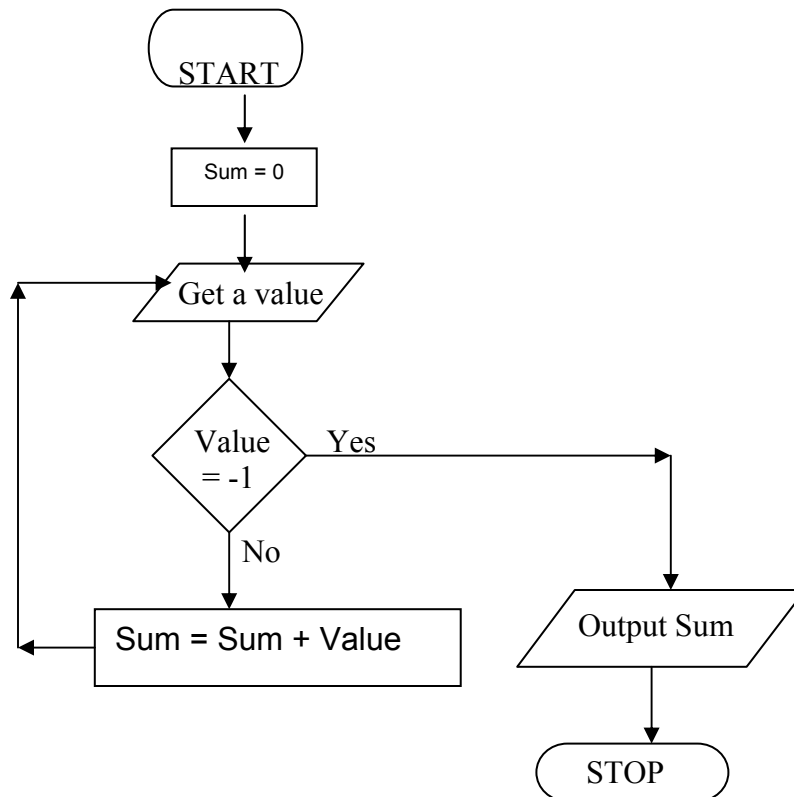 START
Sum = 0
Get a value
Value
= -1
Yes
No
Sum = Sum + Value
Output Sum
STOP